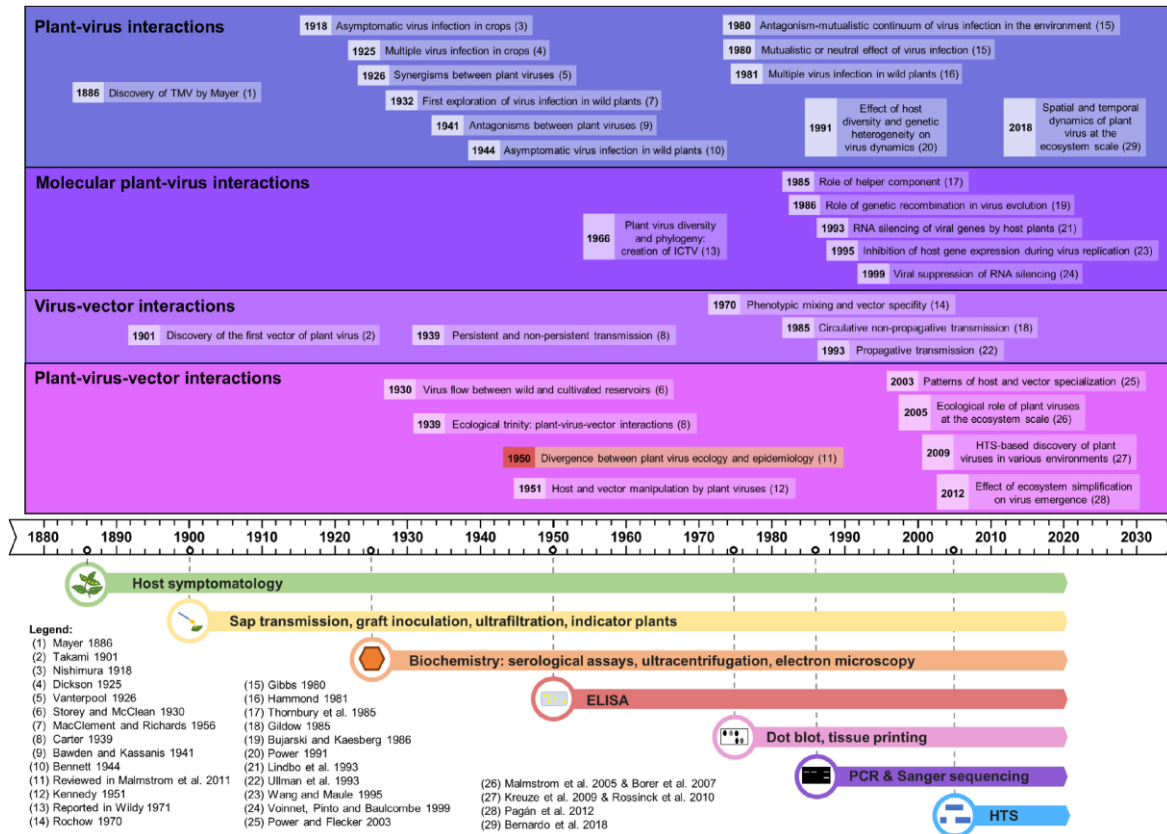 Plant-virus interactions
1918 Asymptomatic virus infection in crops (3)
1925 Multiple virus infection in crops (4)
1926 Synergisms between plant viruses (5)
1886 Discovery of TMV by Mayer (1)
1932 First exploration of virus infection in wild plants (7)
1941 Antagonisms between plant viruses (9)
1944 Asymptomatic virus infection in wild plants (10)
1980 Antagonism-mutualistic continuum of virus infection in the environment (15)
1980 Mutualistic or neutral effect of virus infection (15)
1981 Multiple virus infection in wild plants (16)
1991
Effect of host
diversity and genetic
heterogeneity on
virus dynamics (20)
2018
Spatial and temporal
dynamics of plant
virus at the
ecosystem scale (29)
Molecular plant-virus interactions
1966
Plant virus diversity
and phylogeny:
creation of ICTV (13)
1985 Role of helper component (17)
1986 Role of genetic recombination in virus evolution (19)
1993 RNA silencing of viral genes by host plants (21)
1995 Inhibition of host gene expression during virus replication (23)
1999 Viral suppression of RNA silencing (24)
Virus-vector interactions
1901 Discovery of the first vector of plant virus (2)
1939 Persistent and non-persistent transmission (8)
1970 Phenotypic mixing and vector specifity (14)
1985 Circulative non-propagative transmission (18)
1993 Propagative transmission (22)
Plant-virus-vector interactions
1930 Virus flow between wild and cultivated reservoirs (6)
1939 Ecological trinity: plant-virus-vector interactions (8)
1950 Divergence between plant virus ecology and epidemiology (11)
1951 Host and vector manipulation by plant viruses (12)
2003 Patterns of host and vector specialization (25)
2005
Ecological role of plant viruses
at the ecosystem scale (26)
2009
HTS-based discovery of plant
viruses in various environments (27)
2012
Effect of ecosystem simplification
on virus emergence (28)
1880 1890 1900 1910 1920 1930 1940 1950 1960 1970 1980 1990 2000 2010 2020 2030
Host symptomatology
Sap transmission, graft inoculation, ultrafiltration, indicator plants
Biochemistry: serological assays, ultracentrifugation, electron microscopy
ELISA
Dot blot, tissue printing
PCR & Sanger sequencing
HTS
Legend:
(1) Mayer 1886
(2) Takami 1901
(3) Nishimura 1918
(4) Dickson 1925
(5) Vanterpool 1926
(6) Storey and McClean 1930
(7) MacClement and Richards 1956
(8) Carter 1939
(9) Bawden and Kassanis 1941
(10) Bennett 1944
(11) Reviewed in Malmstrom et al. 2011
(12) Kennedy 1951
(13) Reported in Wildy 1971
(14) Rochow 1970
(15) Gibbs 1980
(16) Hammond 1981
(17) Thornbury et al. 1985
(18) Gildow 1985
(19) Bujarski and Kaesberg 1986
(20) Power 1991
(21) Lindbo et al. 1993
(22) Ullman et al. 1993
(23) Wang and Maule 1995
(24) Voinnet, Pinto and Baulcombe 1999
(25) Power and Flecker 2003
(26) Malmstrom et al. 2005 & Borer et al. 2007
(27) Kreuze et al. 2009 & Rossinck et al. 2010
(28) Pagán et al. 2012
(29) Bernardo et al. 2018